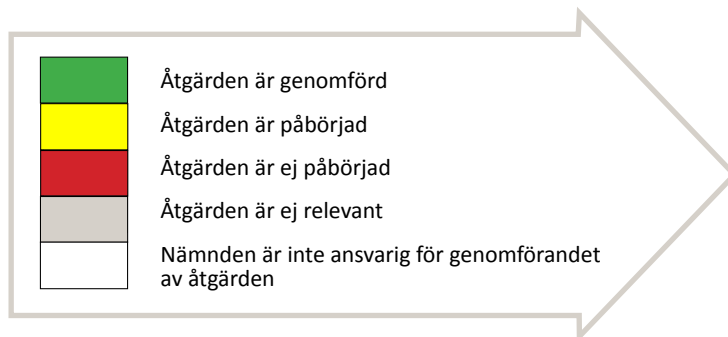 Åtgärden är genomförd
Åtgärden är påbörjad
Åtgärden är ej påbörjad
Åtgärden är ej relevant
Nämnden är inte ansvarig för genomförandet
av åtgärden